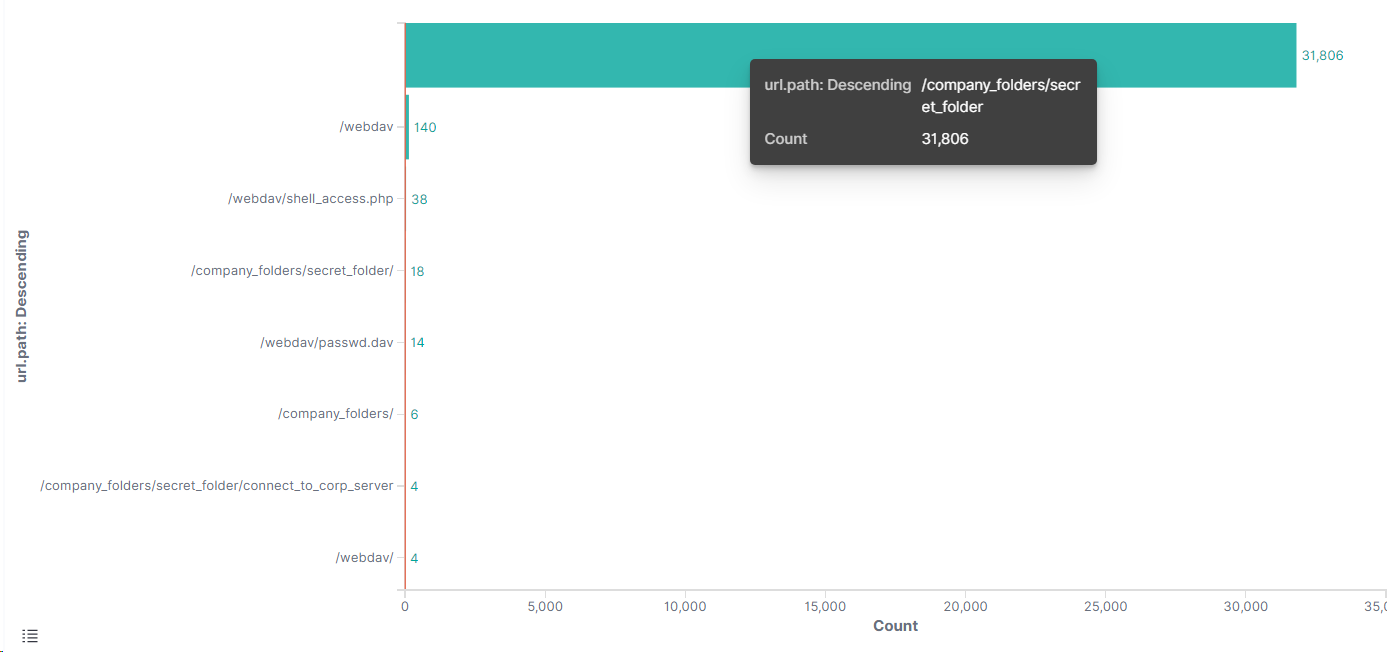 31,806
url.path: Descending /company_folders/secr
et_folder
Count 31,806
/webdav 140
/webdav/shell_access.php 38
/company_folders/secret_folder/ 18
/webdav/passwd.dav 14
/company_folders/ 6
/company_folders/secret_folder/connect_to_corp_server 4
/webdav/ 4
url.path: Descending
0 5,000 10,000 15,000 20,000 25,000 30,000 35,0
Count